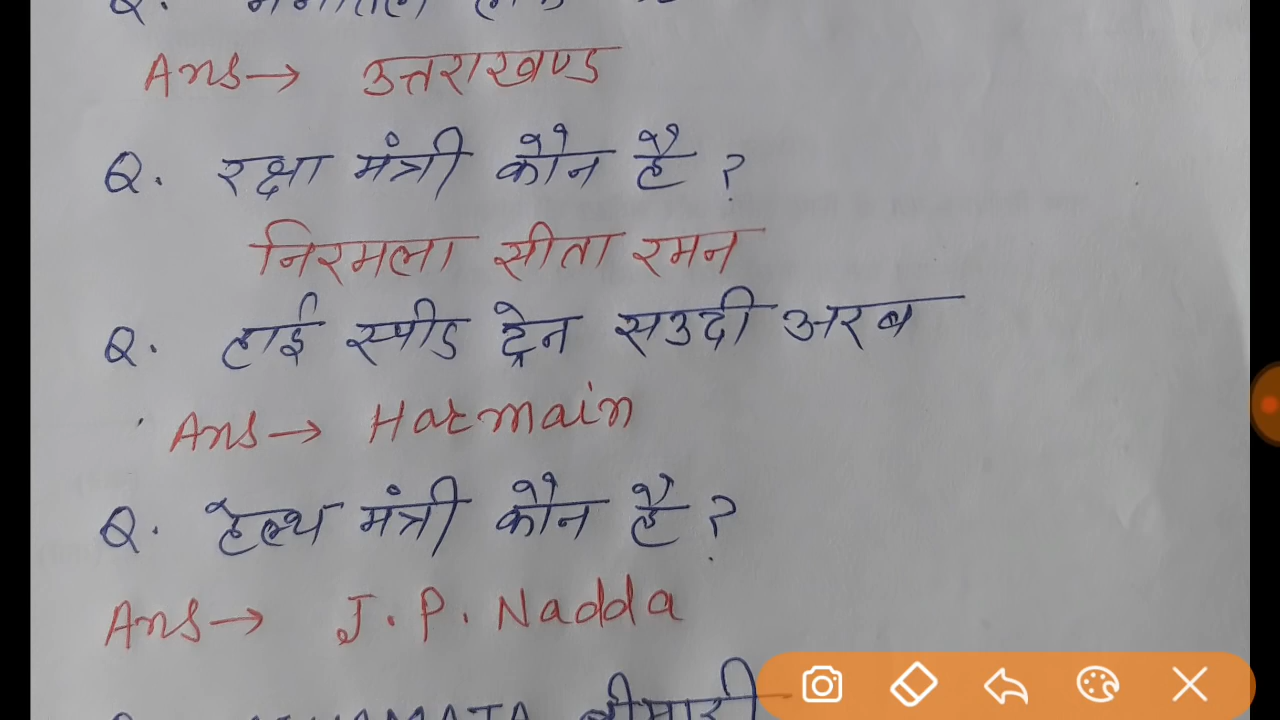 Q.
Ans→ उत्तराखण्ड
Q. रक्षा मंत्री कौन है ?
निरमला सीता रमन
Q. हाई स्पीड ट्रेन सउदी अरब
Ans→ Harmain
Q. हेल्थ मंत्री कौन है ?
Ans→ J.P. Nadda
बीमारी